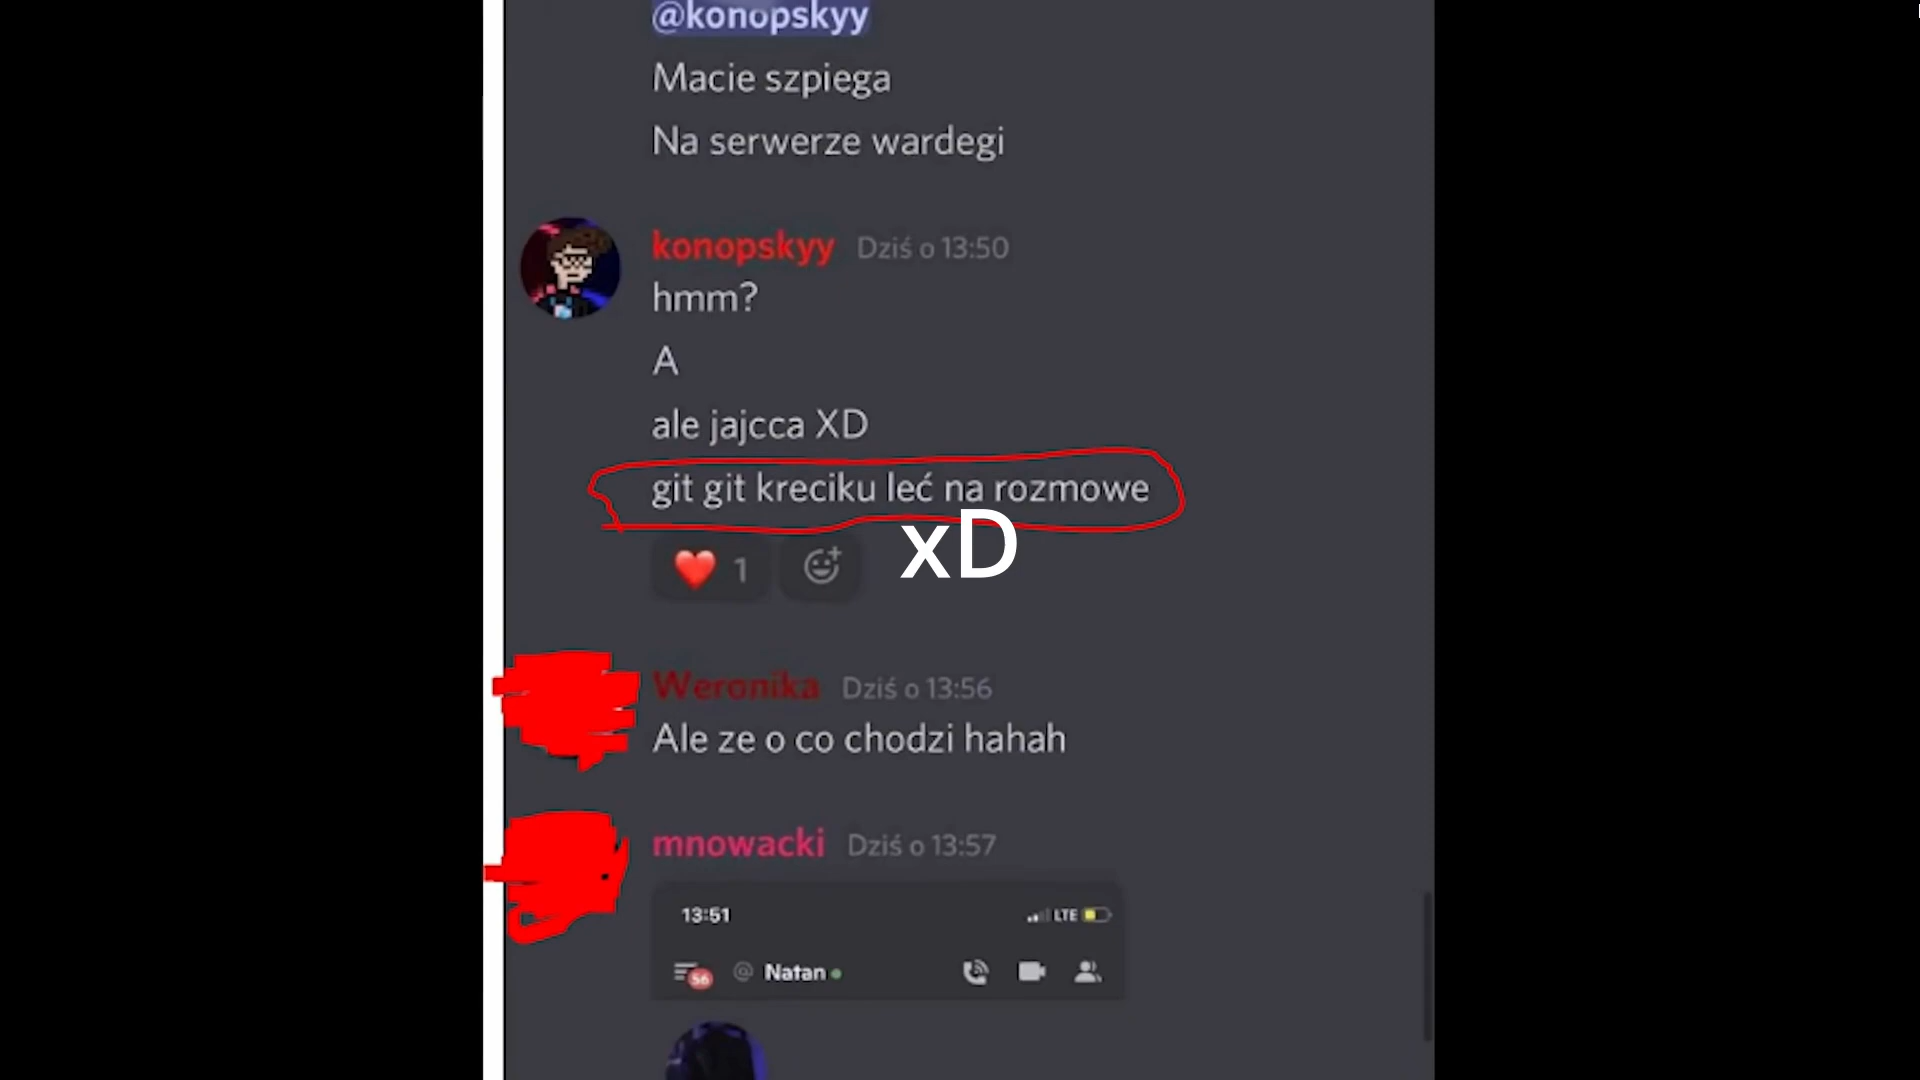 @konopskyy
Macie szpiega
Na serwerze wardegi
konopskyy Dziś o 13:50
hmm?
A
ale jajcca XD
git git kreciku leć na rozmowe
xD
1
Weronika Dziś o 13:56
Ale ze o co chodzi hahah
mnowacki Dziś o 13:57
13:51 LTE
56 @ Natan